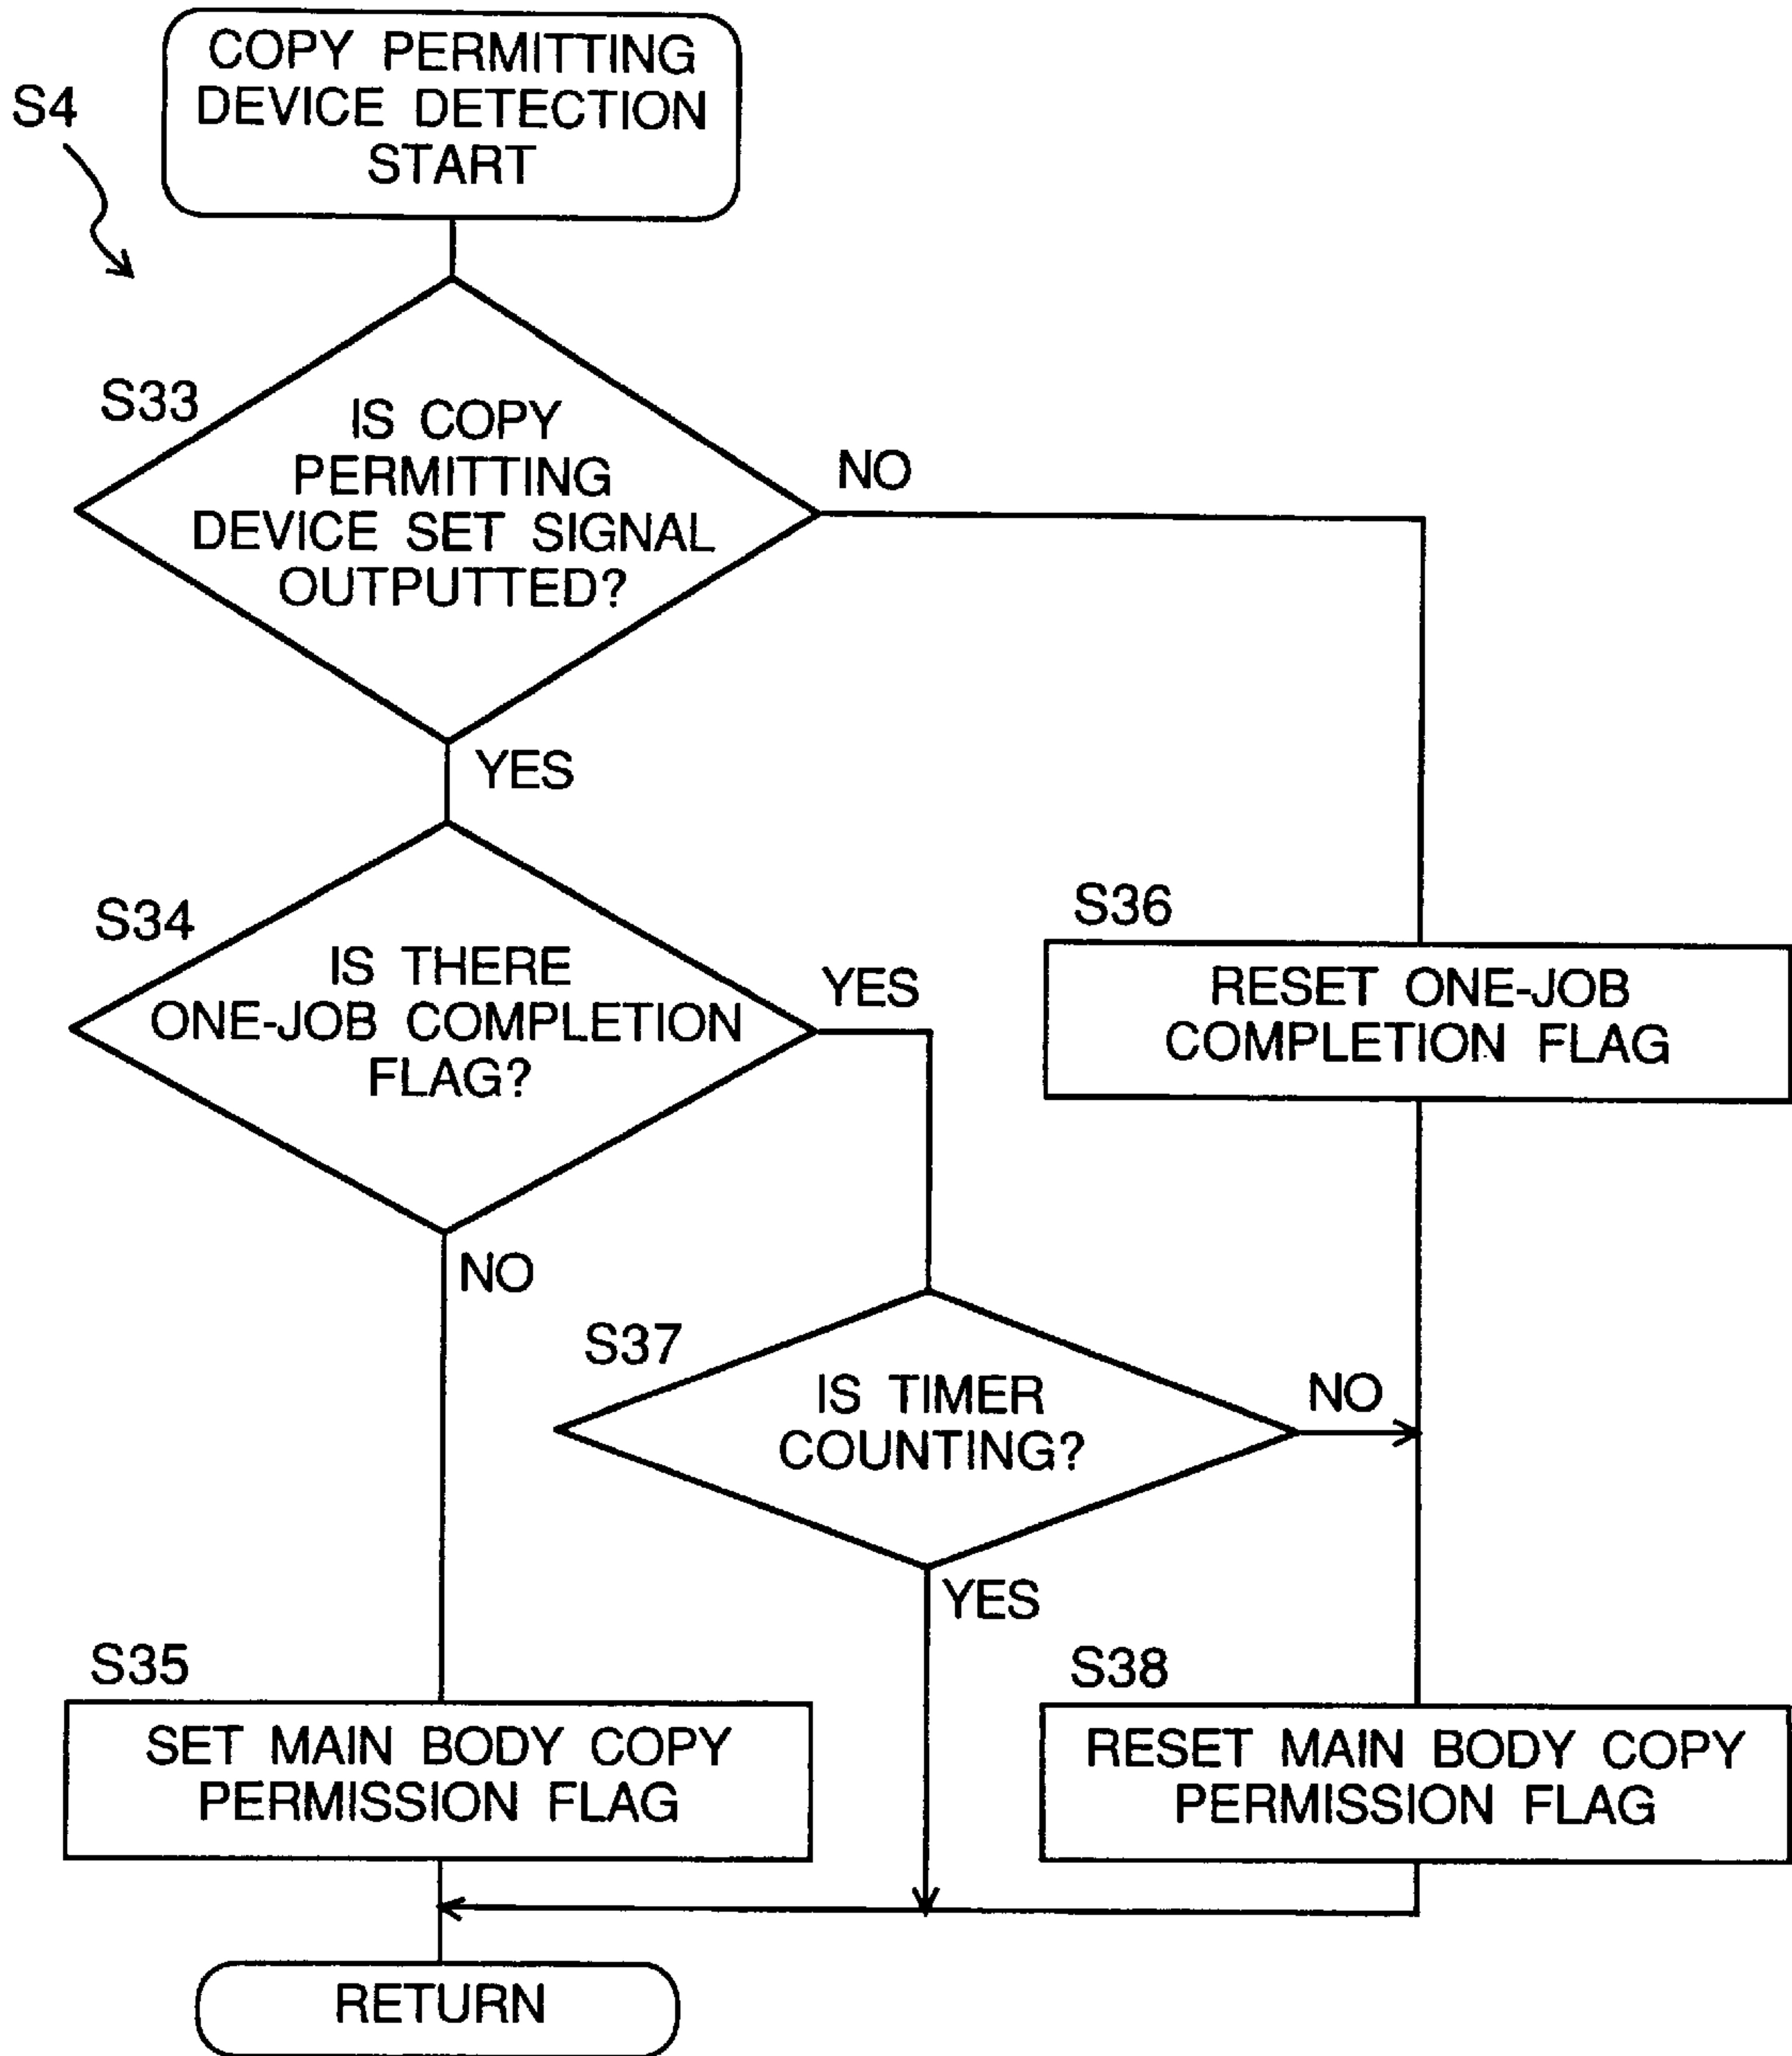 COPY PERMITTING
DEVICE DETECTION
START
S4
S33
IS COPY
PERMITTING
DEVICE SET SIGNAL
OUTPUTTED?
NO
YES
S34
IS THERE
ONE-JOB COMPLETION
FLAG?
YES
NO
S36
RESET ONE-JOB
COMPLETION FLAG
S37
IS TIMER
COUNTING?
NO
YES
S35
SET MAIN BODY COPY
PERMISSION FLAG
S38
RESET MAIN BODY COPY
PERMISSION FLAG
RETURN